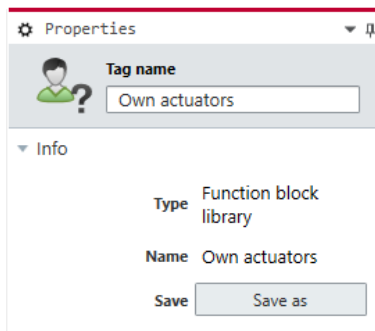 Properties
Tag name
Own actuators
Info
Type Function block
library
Name Own actuators
Save Save as